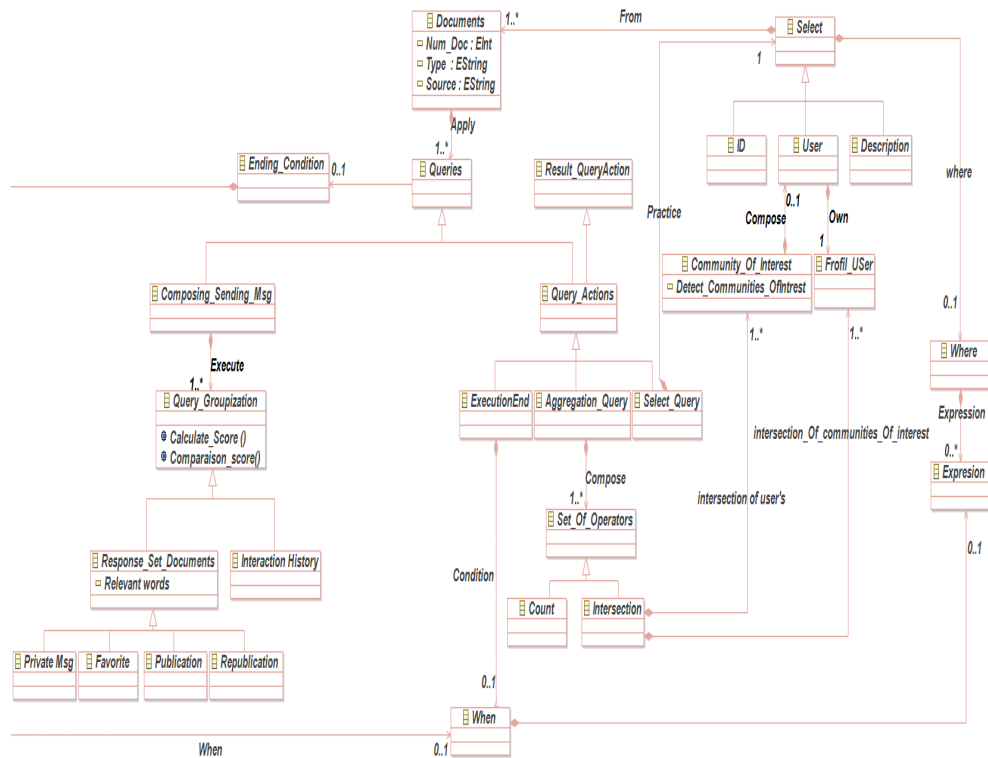 From
Documents
1..*
Select
Num_Doc : EInt
Type : EString
Source : EString
1
Apply
1..*
ID
User
Description
Ending_Condition
0..1
Queries
Result_QueryAction
where
0..1
Practice
Compose
Own
1
Community_Of_Interest
Detect_Communities_OfIntrest
Frofil_USer
Composing_Sending_Msg
Query_Actions
0..1
1..*
1..*
Where
Execute
1..*
Query_Groupization
Calculate_Score ()
Comparaison_score()
ExecutionEnd
Aggregation_Query
Select_Query
Expression
intersection_Of_communities_Of_interest
0..*
Expresion
Compose
1..*
intersection of user's
Set_Of_Operators
0..1
Response_Set_Documents
Relevant words
Interaction History
Condition
Count
Intersection
Private Msg
Favorite
Publication
Republication
0..1
When
When
0..1